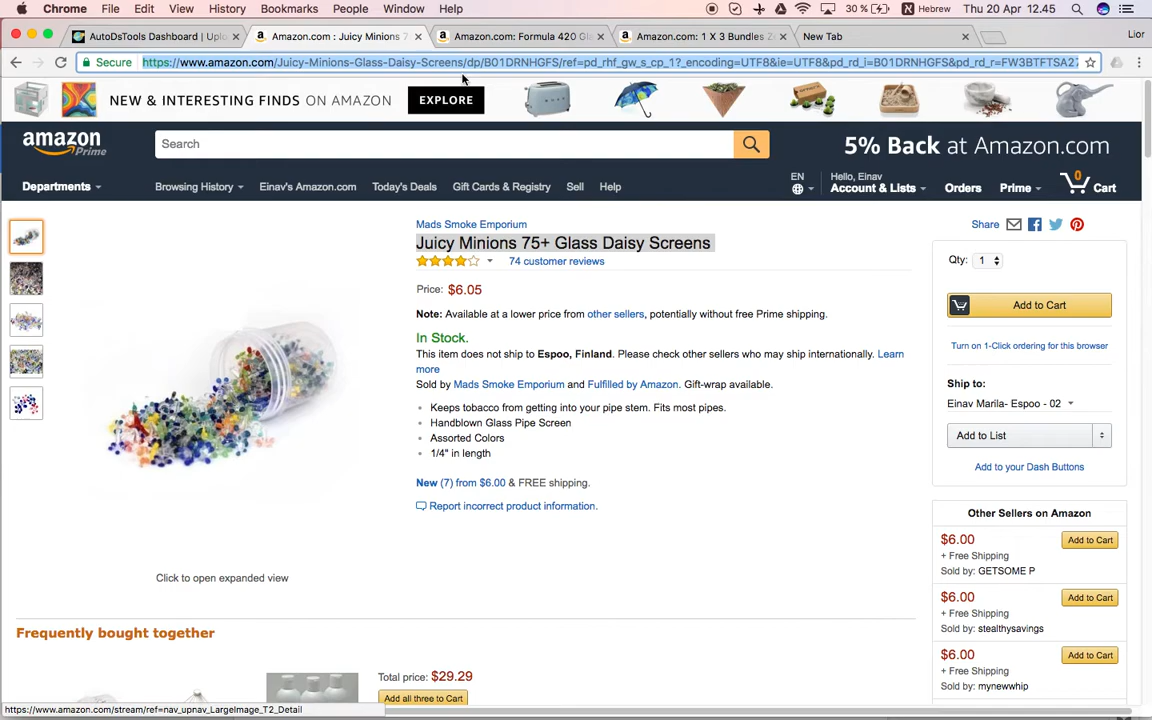 Chrome File Edit View History Bookmarks People Window Help 30% Hebrew Thu 20 Apr 12.45
AutoDsTools Dashboard | Uplo × Amazon.com : Juicy Minions 7 × Amazon.com: Formula 420 Gl × Amazon.com: 1 X 3 Bundles Z × New Tab × Lior
Secure https://www.amazon.com/Juicy-Minions-Glass-Daisy-Screens/dp/B01DRNHGFS/ref=pd_rhf_gw_s_cp_1?_encoding=UTF8&ie=UTF8&pd_rd_i=B01DRNHGFS&pd_rd_r=FW3BTFTSA27
NEW & INTERESTING FINDS ON AMAZON EXPLORE
amazon Prime
Search
5% Back at Amazon.com
Departments Browsing History Einav's Amazon.com Today's Deals Gift Cards & Registry Sell Help
EN Hello, Einav
Account & Lists Orders Prime 0 Cart
Mads Smoke Emporium
Juicy Minions 75+ Glass Daisy Screens
74 customer reviews
Price: $6.05
Note: Available at a lower price from other sellers, potentially without free Prime shipping.
In Stock.
This item does not ship to Espoo, Finland. Please check other sellers who may ship internationally. Learn
more
Sold by Mads Smoke Emporium and Fulfilled by Amazon. Gift-wrap available.
• Keeps tobacco from getting into your pipe stem. Fits most pipes.
• Handblown Glass Pipe Screen
• Assorted Colors
• 1/4" in length
New (7) from $6.00 & FREE shipping.
Report incorrect product information.
Click to open expanded view
Share
Qty: 1
Add to Cart
Turn on 1-Click ordering for this browser
Ship to:
Einav Marila- Espoo - 02
Add to List
Add to your Dash Buttons
Other Sellers on Amazon
$6.00 Add to Cart
+ Free Shipping
Sold by: GETSOME P
$6.00 Add to Cart
+ Free Shipping
Sold by: stealthysavings
$6.00 Add to Cart
+ Free Shipping
Sold by: mynewwhip
Frequently bought together
Total price: $29.29
Add all three to Cart
https://www.amazon.com/stream/ref=nav_upnav_LargeImage_T2_Detail